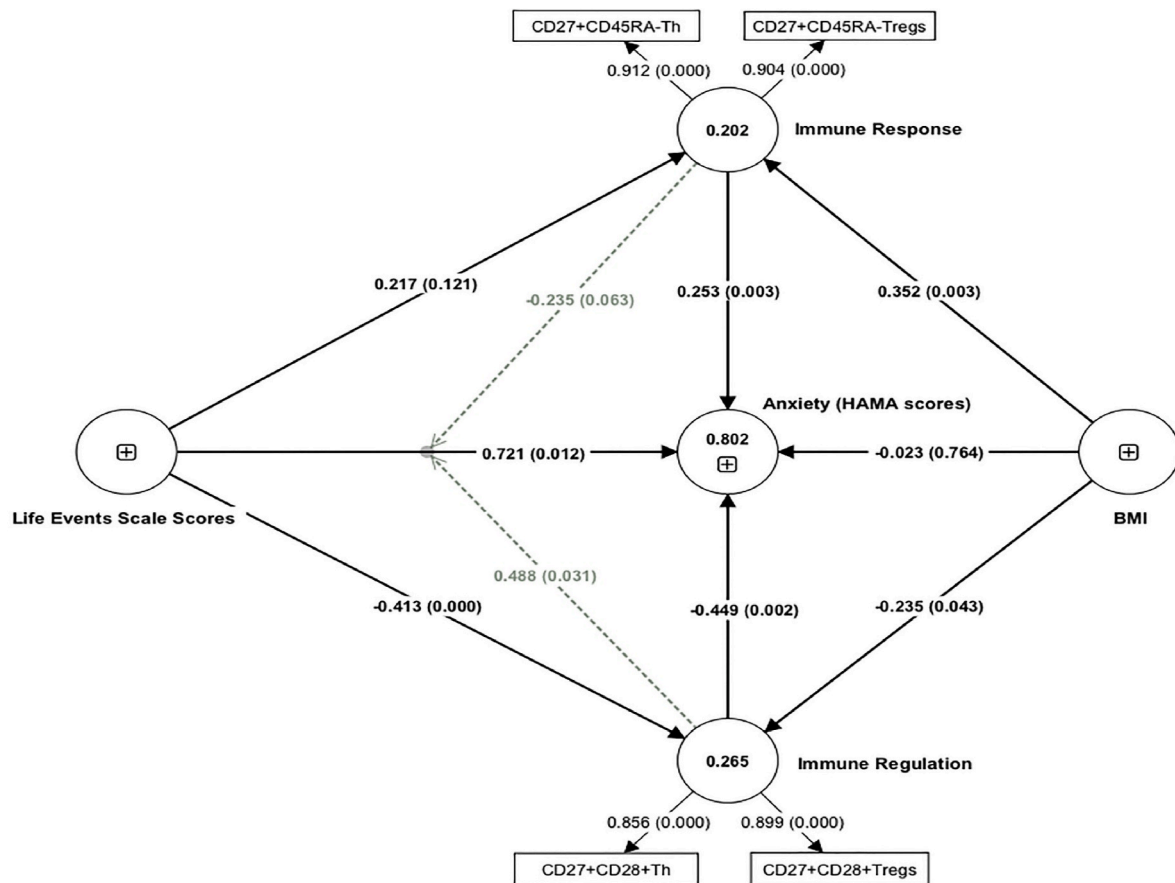 CD27+CD45RA-Th
CD27+CD45RA-Tregs
0.912 (0.000)
0.904 (0.000)
0.202
Immune Response
0.217 (0.121)
-0.235 (0.063)
0.253 (0.003)
0.352 (0.003)
Anxiety (HAMA scores)
0.802
0.721 (0.012)
-0.023 (0.764)
Life Events Scale Scores
BMI
0.488 (0.031)
-0.413 (0.000)
-0.449 (0.002)
-0.235 (0.043)
0.265
Immune Regulation
0.856 (0.000)
0.899 (0.000)
CD27+CD28+Th
CD27+CD28+Tregs